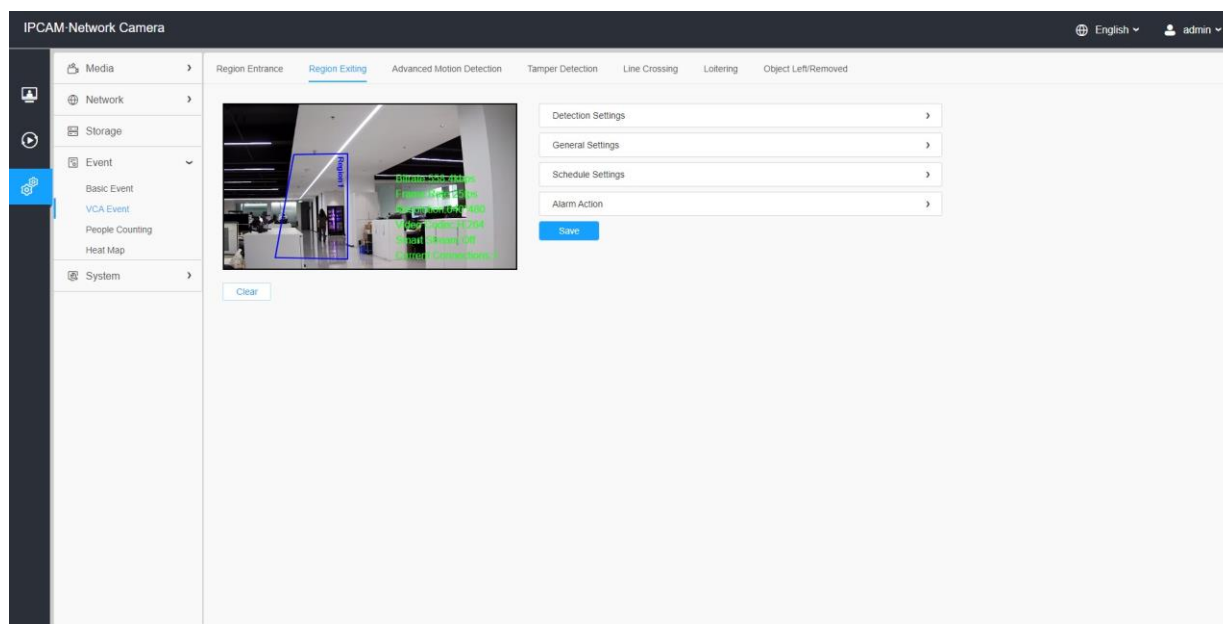 IPCAM-Network Camera
English
admin
Media
Network
Storage
Event
Basic Event
VCA Event
People Counting
Heat Map
System
Region Entrance
Region Exiting
Advanced Motion Detection
Tamper Detection
Line Crossing
Loitering
Object Left/Removed
Region1
Bitrate:
Clear
Detection Settings
General Settings
Schedule Settings
Alarm Action
Save